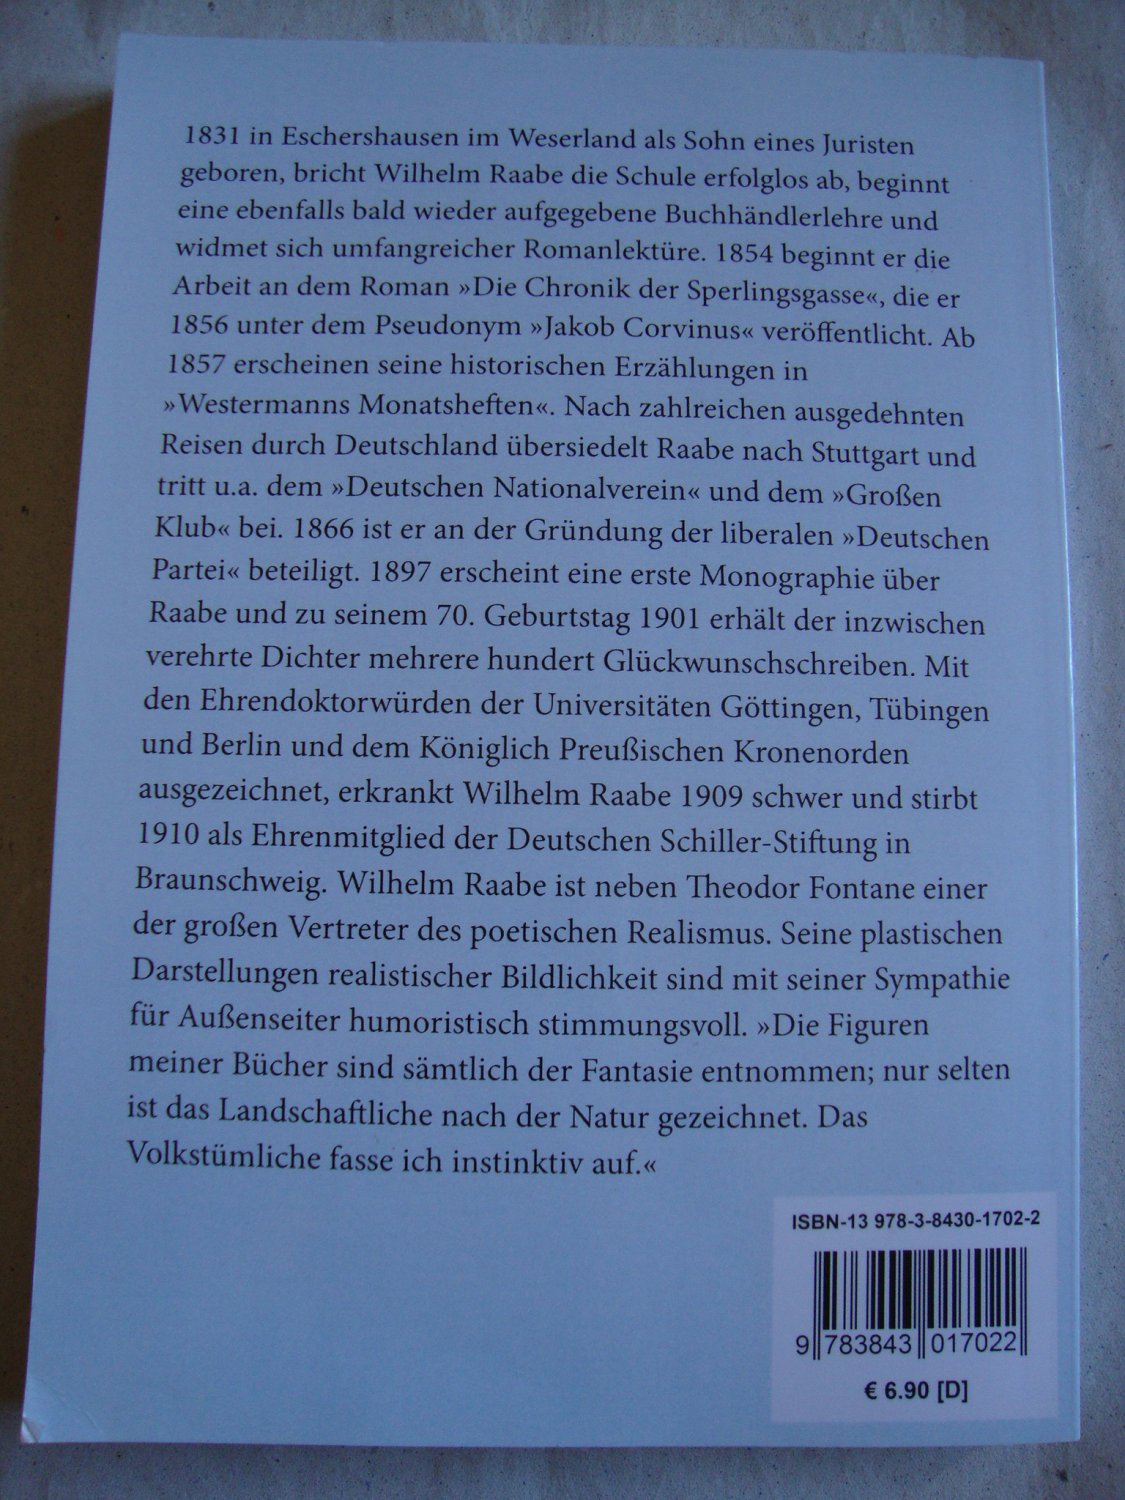 1831 in Eschershausen im Weserland als Sohn eines Juristen
geboren, bricht Wilhelm Raabe die Schule erfolglos ab, beginnt
eine ebenfalls bald wieder aufgegebene Buchhändlerlehre und
widmet sich umfangreicher Romanlektüre. 1854 beginnt er die
Arbeit an dem Roman »Die Chronik der Sperlingsgasse«, die er
1856 unter dem Pseudonym »Jakob Corvinus« veröffentlicht. Ab
1857 erscheinen seine historischen Erzählungen in
»Westermanns Monatsheften«. Nach zahlreichen ausgedehnten
Reisen durch Deutschland übersiedelt Raabe nach Stuttgart und
tritt u.a. dem »Deutschen Nationalverein« und dem »Großen
Klub« bei. 1866 ist er an der Gründung der liberalen »Deutschen
Partei« beteiligt. 1897 erscheint eine erste Monographie über
Raabe und zu seinem 70. Geburtstag 1901 erhält der inzwischen
verehrte Dichter mehrere hundert Glückwunschschreiben. Mit
den Ehrendoktorwürden der Universitäten Göttingen, Tübingen
und Berlin und dem Königlich Preußischen Kronenorden
ausgezeichnet, erkrankt Wilhelm Raabe 1909 schwer und stirbt
1910 als Ehrenmitglied der Deutschen Schiller-Stiftung in
Braunschweig. Wilhelm Raabe ist neben Theodor Fontane einer
der großen Vertreter des poetischen Realismus. Seine plastischen
Darstellungen realistischer Bildlichkeit sind mit seiner Sympathie
für Außenseiter humoristisch stimmungsvoll. »Die Figuren
meiner Bücher sind sämtlich der Fantasie entnommen; nur selten
ist das Landschaftliche nach der Natur gezeichnet. Das
Volkstümliche fasse ich instinktiv auf.«
ISBN-13 978-3-8430-1702-2
9 783843 017022
€ 6.90 [D]